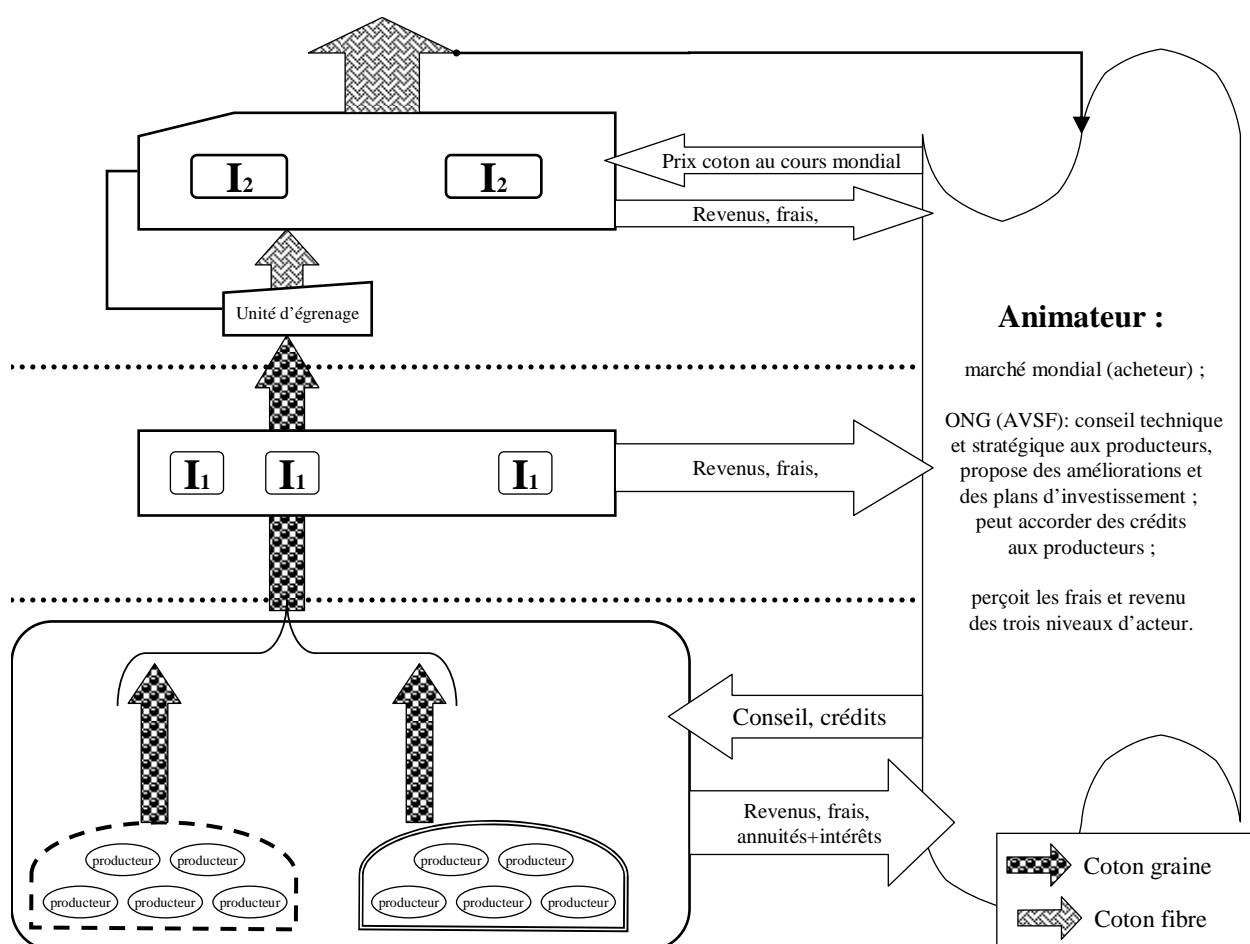 Prix coton au cours mondial
I2
I2
Revenus, frais,
Unité d'égrenage
Animateur :
marché mondial (acheteur) ;
ONG (AVSF): conseil technique
et stratégique aux producteurs,
propose des améliorations et
des plans d'investissement ;
peut accorder des crédits
aux producteurs ;
perçoit les frais et revenu
des trois niveaux d'acteur.
I1
I1
I1
Revenus, frais,
Conseil, crédits
Revenus, frais,
annuités+intérêts
producteur
producteur
producteur
producteur
producteur
producteur
producteur
producteur
producteur
producteur
Coton graine
Coton fibre